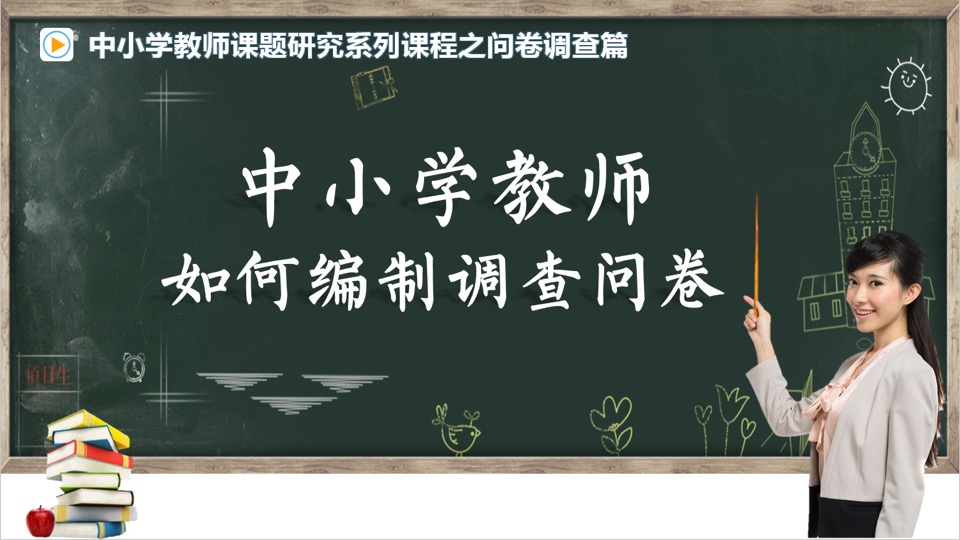 中小学教师课题研究系列课程之问卷调查篇
中小学教师
如何编制调查问卷
值日生